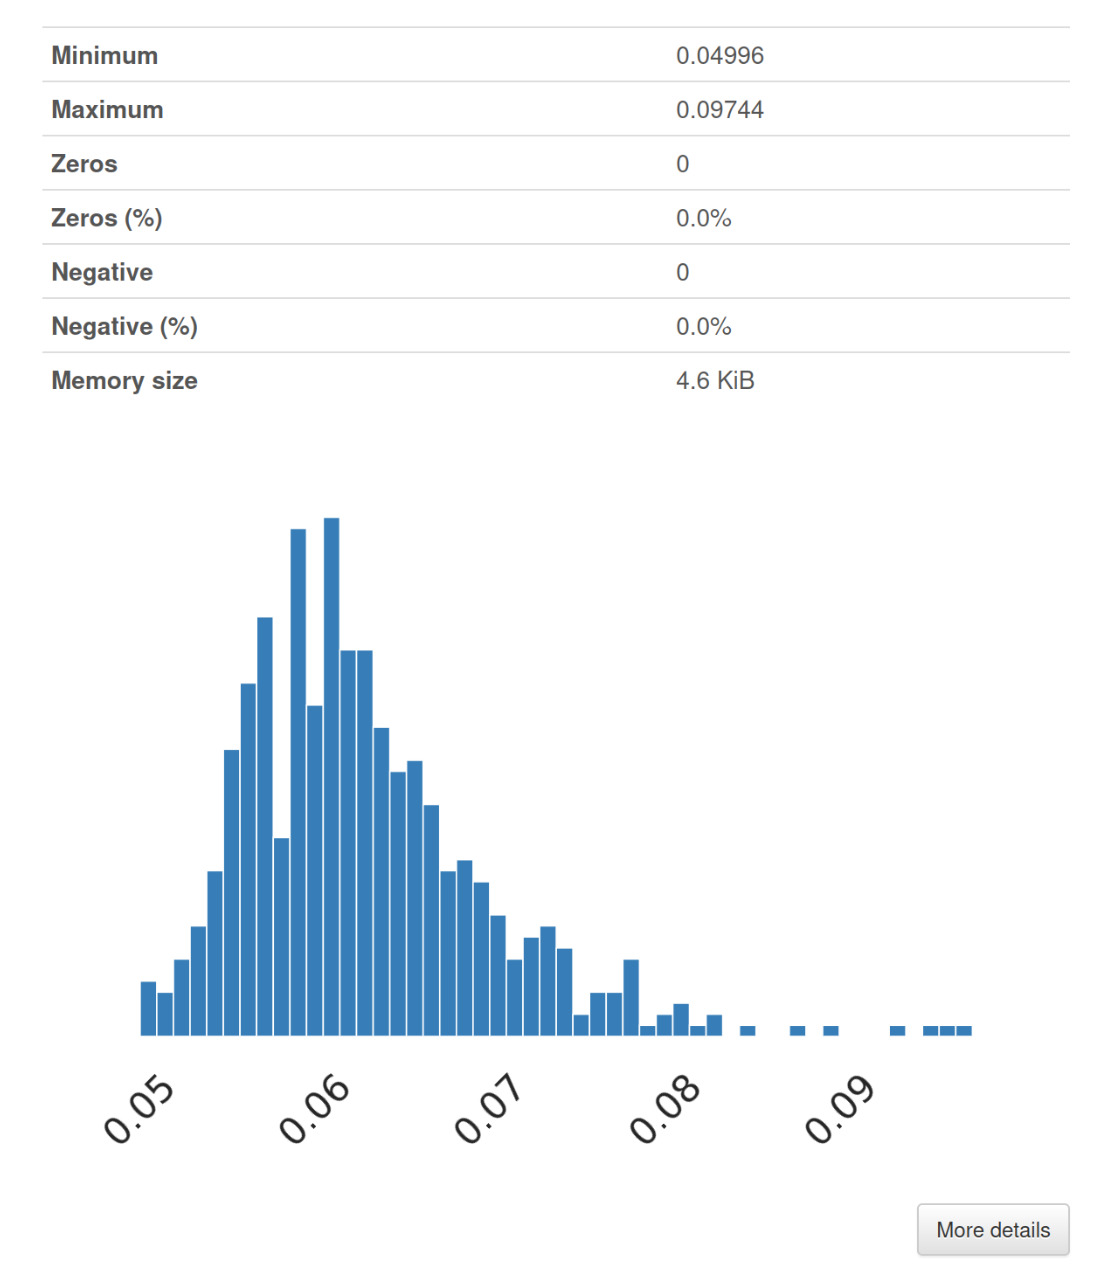 Minimum 0.04996
Maximum 0.09744
Zeros 0
Zeros (%) 0.0%
Negative 0
Negative (%) 0.0%
Memory size 4.6 KiB
0.05 0.06 0.07 0.08 0.09
More details